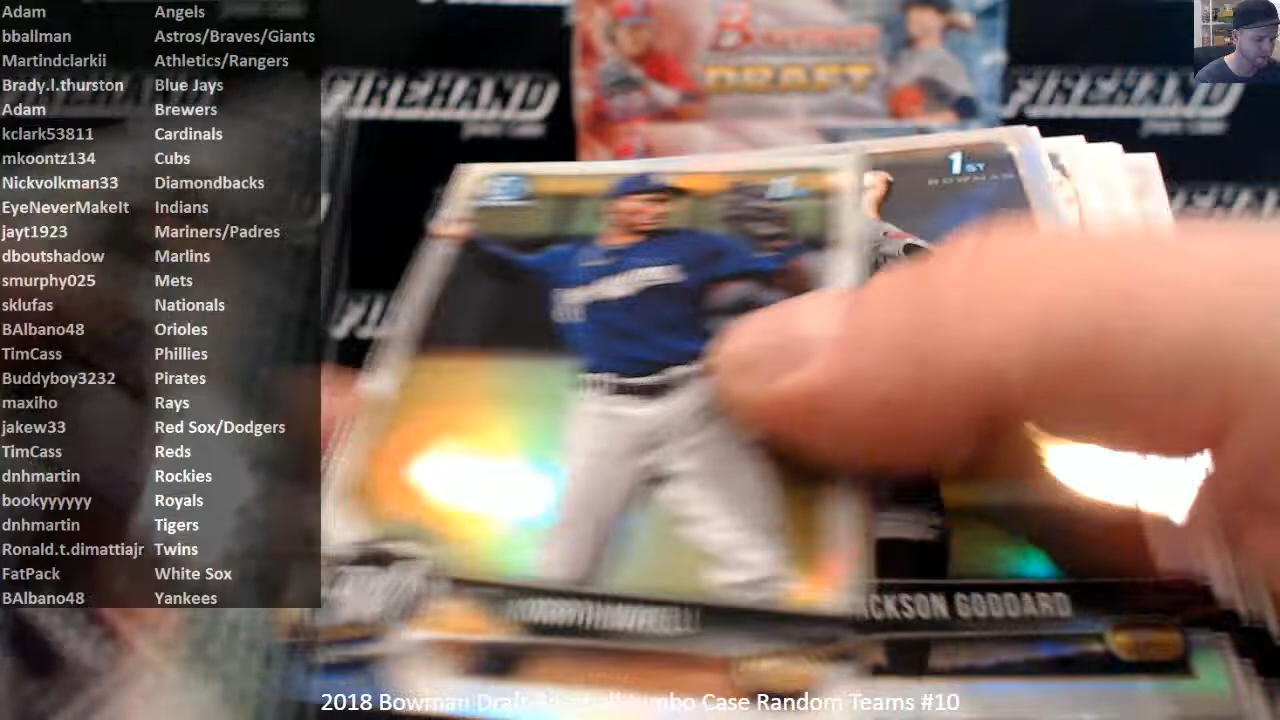 Adam Angels
bballman Astros/Braves/Giants
Martindclarkii Athletics/Rangers
Brady.l.thurston Blue Jays
Adam Brewers
kclark53811 Cardinals
mkoontz134 Cubs
Nickvolkman33 Diamondbacks
EyeNeverMakeIt Indians
jayt1923 Mariners/Padres
dboutshadow Marlins
smurphy025 Mets
sklufas Nationals
BAlbano48 Orioles
TimCass Phillies
Buddyboy3232 Pirates
maxiho Rays
jakew33 Red Sox/Dodgers
TimCass Reds
dnhmartin Rockies
bookyyyyyy Royals
dnhmartin Tigers
Ronald.t.dimattiajr Twins
FatPack White Sox
BAlbano48 Yankees
Bowman
DRAFT
FIREHAND
FIREHAND
1ST
BOWMAN
CKSON GODDARD
2018 Bowman Draft Baseball Jumbo Case Random Teams #10